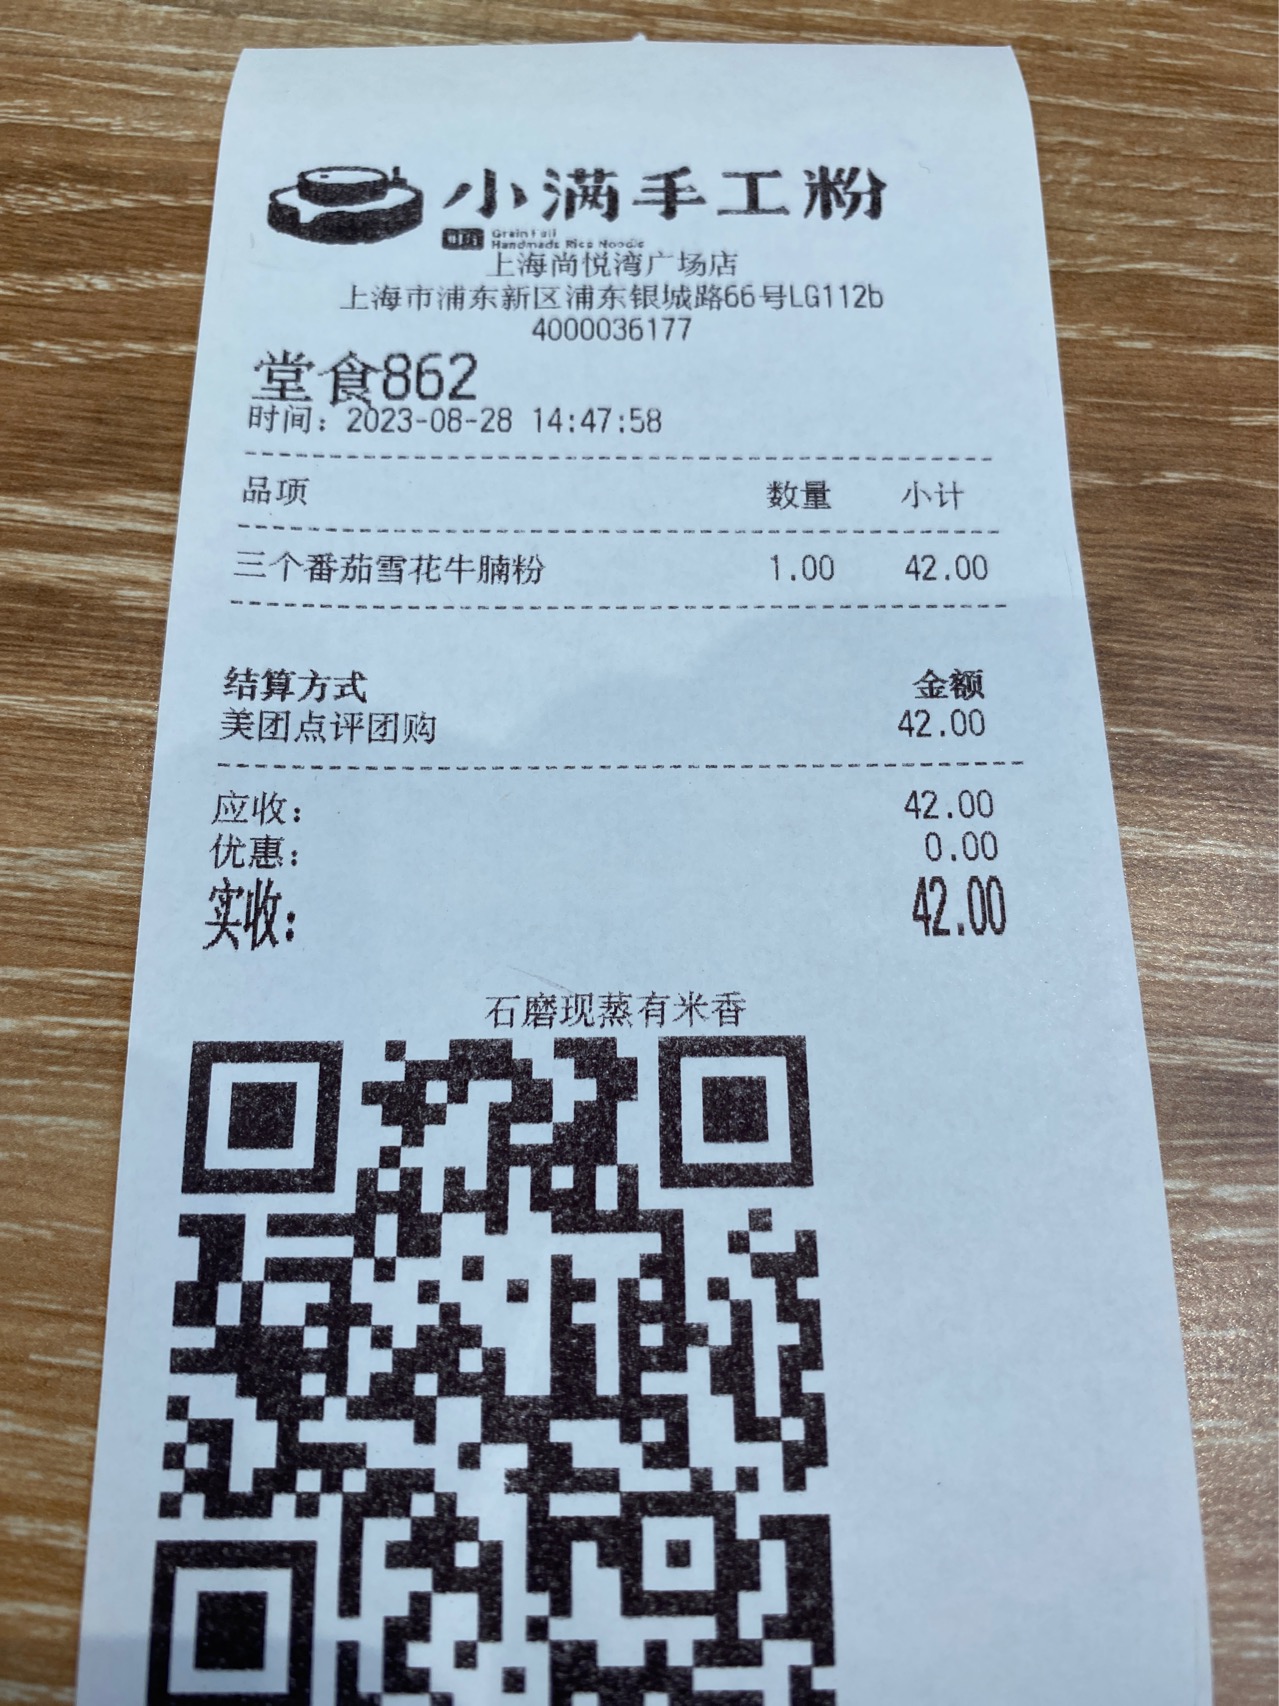 小满手工粉
Grain Full
Handmade Rice Noodle
上海尚悦湾广场店
上海市浦东新区浦东银城路66号LG112b
4000036177
堂食862
时间：2023-08-28 14:47:58
品项 数量 小计
三个番茄雪花牛腩粉 1.00 42.00
结算方式 金额
美团点评团购 42.00
应收： 42.00
优惠： 0.00
实收： 42.00
石磨现蒸有米香